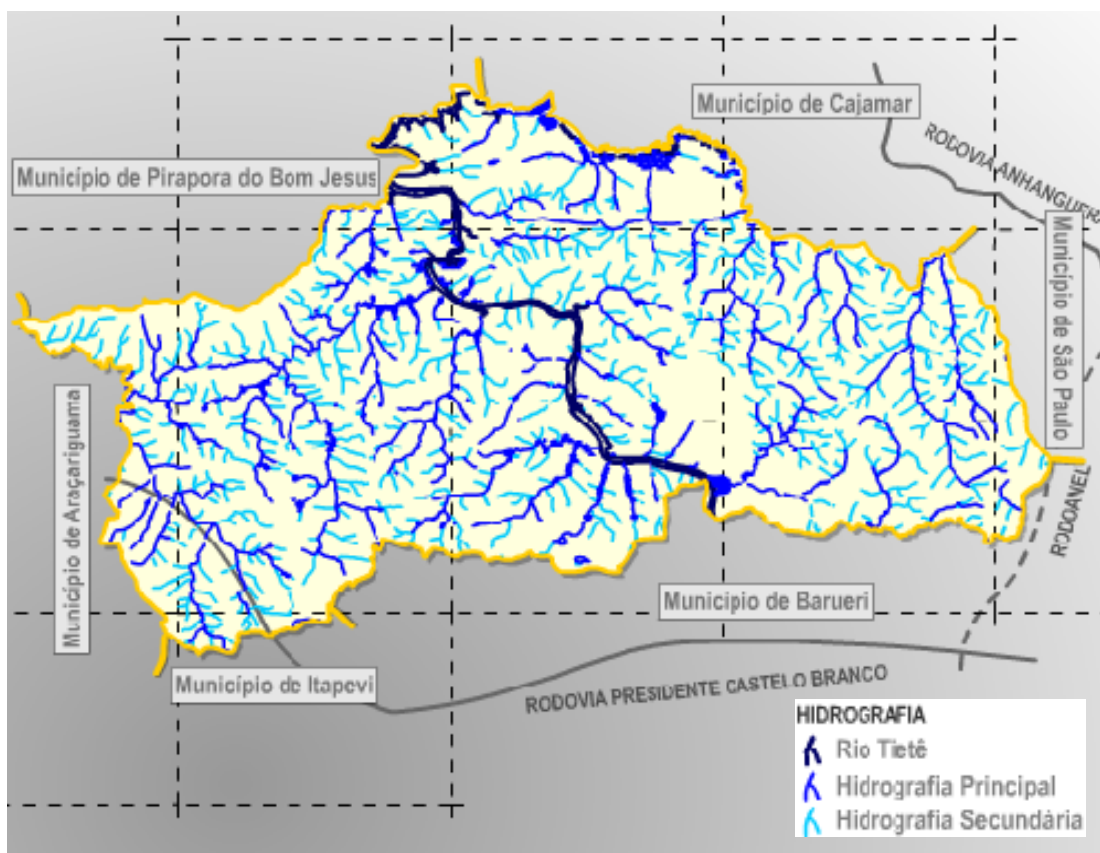 Município de Cajamar
RODOVIA ANHANGUERA
Município de Pirapora do Bom Jesus
Município de São Paulo
Município de Araçariguama
RODOANEL
Município de Barueri
Município de Itapevi
RODOVIA PRESIDENTE CASTELO BRANCO
HIDROGRAFIA
Rio Tietê
Hidrografia Principal
Hidrografia Secundária